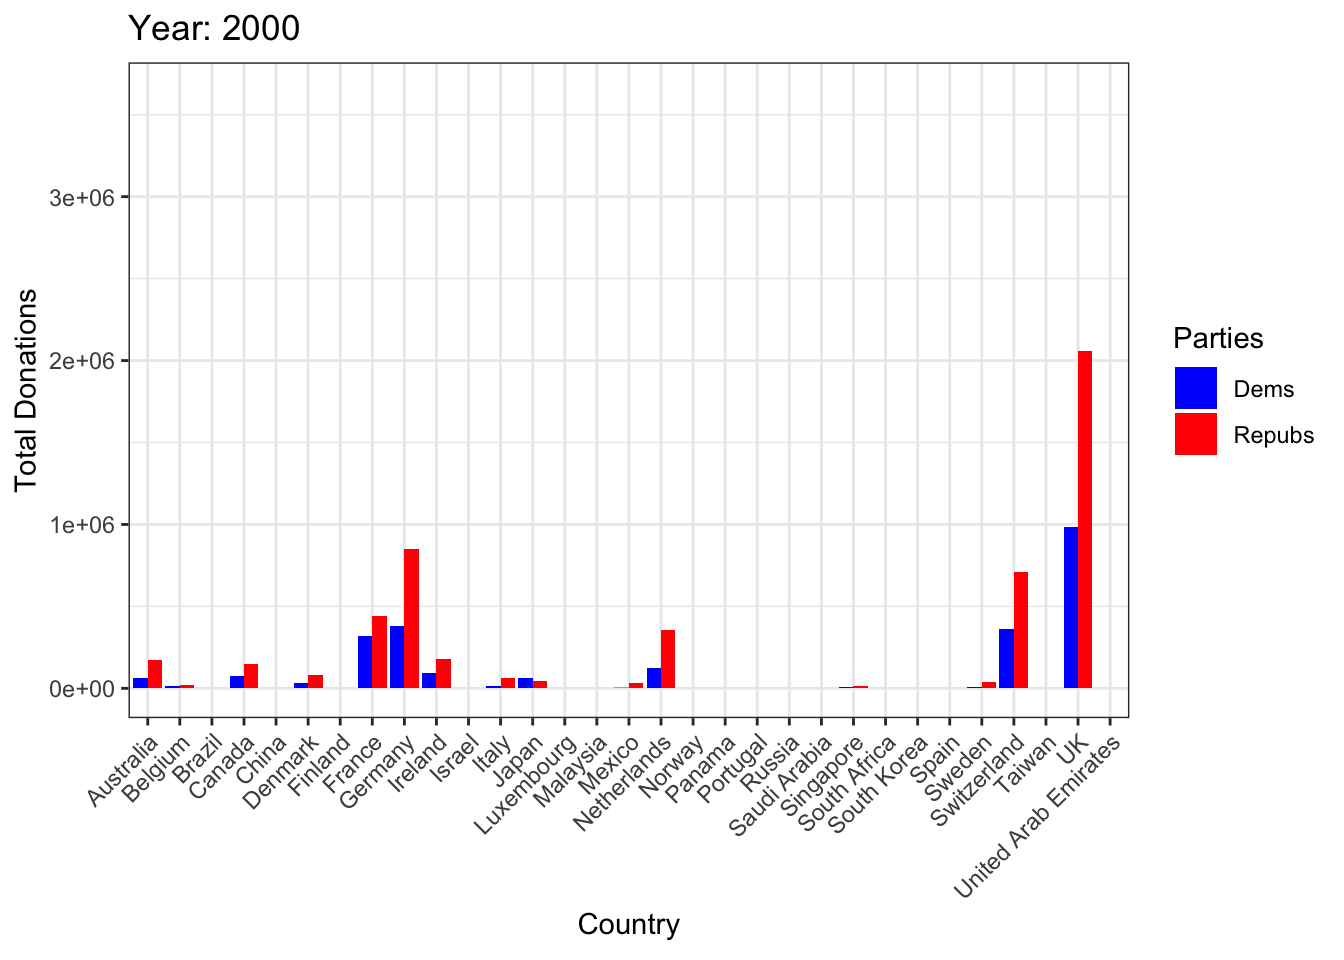 Year: 2000
3e+06
2e+06
1e+06
0e+00
Total Donations
Parties
Dems
Repubs
Australia
Belgium
Brazil
Canada
China
Denmark
Finland
France
Germany
Ireland
Israel
Italy
Japan
Luxembourg
Malaysia
Mexico
Netherlands
Norway
Panama
Portugal
Russia
Saudi Arabia
Singapore
South Africa
South Korea
Spain
Sweden
Switzerland
Taiwan
UK
United Arab Emirates
Country